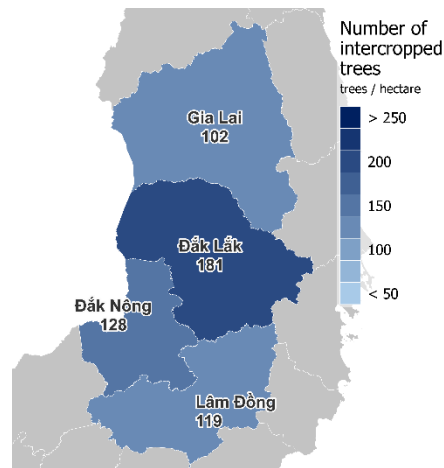 Number of
intercropped
trees
trees / hectare
> 250
200
150
100
< 50
Gia Lai
102
Đắk Lắk
181
Đắk Nông
128
Lâm Đồng
119